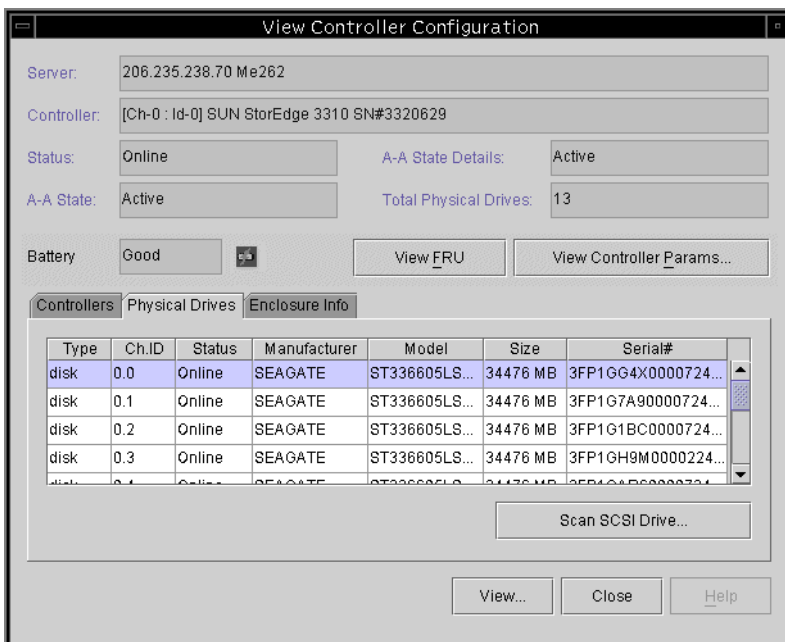 View Controller Configuration
Server: 206.235.238.70 Me262
Controller: [Ch-0 : Id-0] SUN StorEdge 3310 SN#3320629
Status: Online A-A State Details: Active
A-A State: Active Total Physical Drives: 13
Battery Good View FRU View Controller Params...
Controllers Physical Drives Enclosure Info
Type Ch.ID Status Manufacturer Model Size Serial#
disk 0.0 Online SEAGATE ST336605LS... 34476 MB 3FP1GG4X0000724...
disk 0.1 Online SEAGATE ST336605LS... 34476 MB 3FP1G7A90000724...
disk 0.2 Online SEAGATE ST336605LS... 34476 MB 3FP1G1BC0000724...
disk 0.3 Online SEAGATE ST336605LS... 34476 MB 3FP1GH9M0000224...
Scan SCSI Drive...
View... Close Help